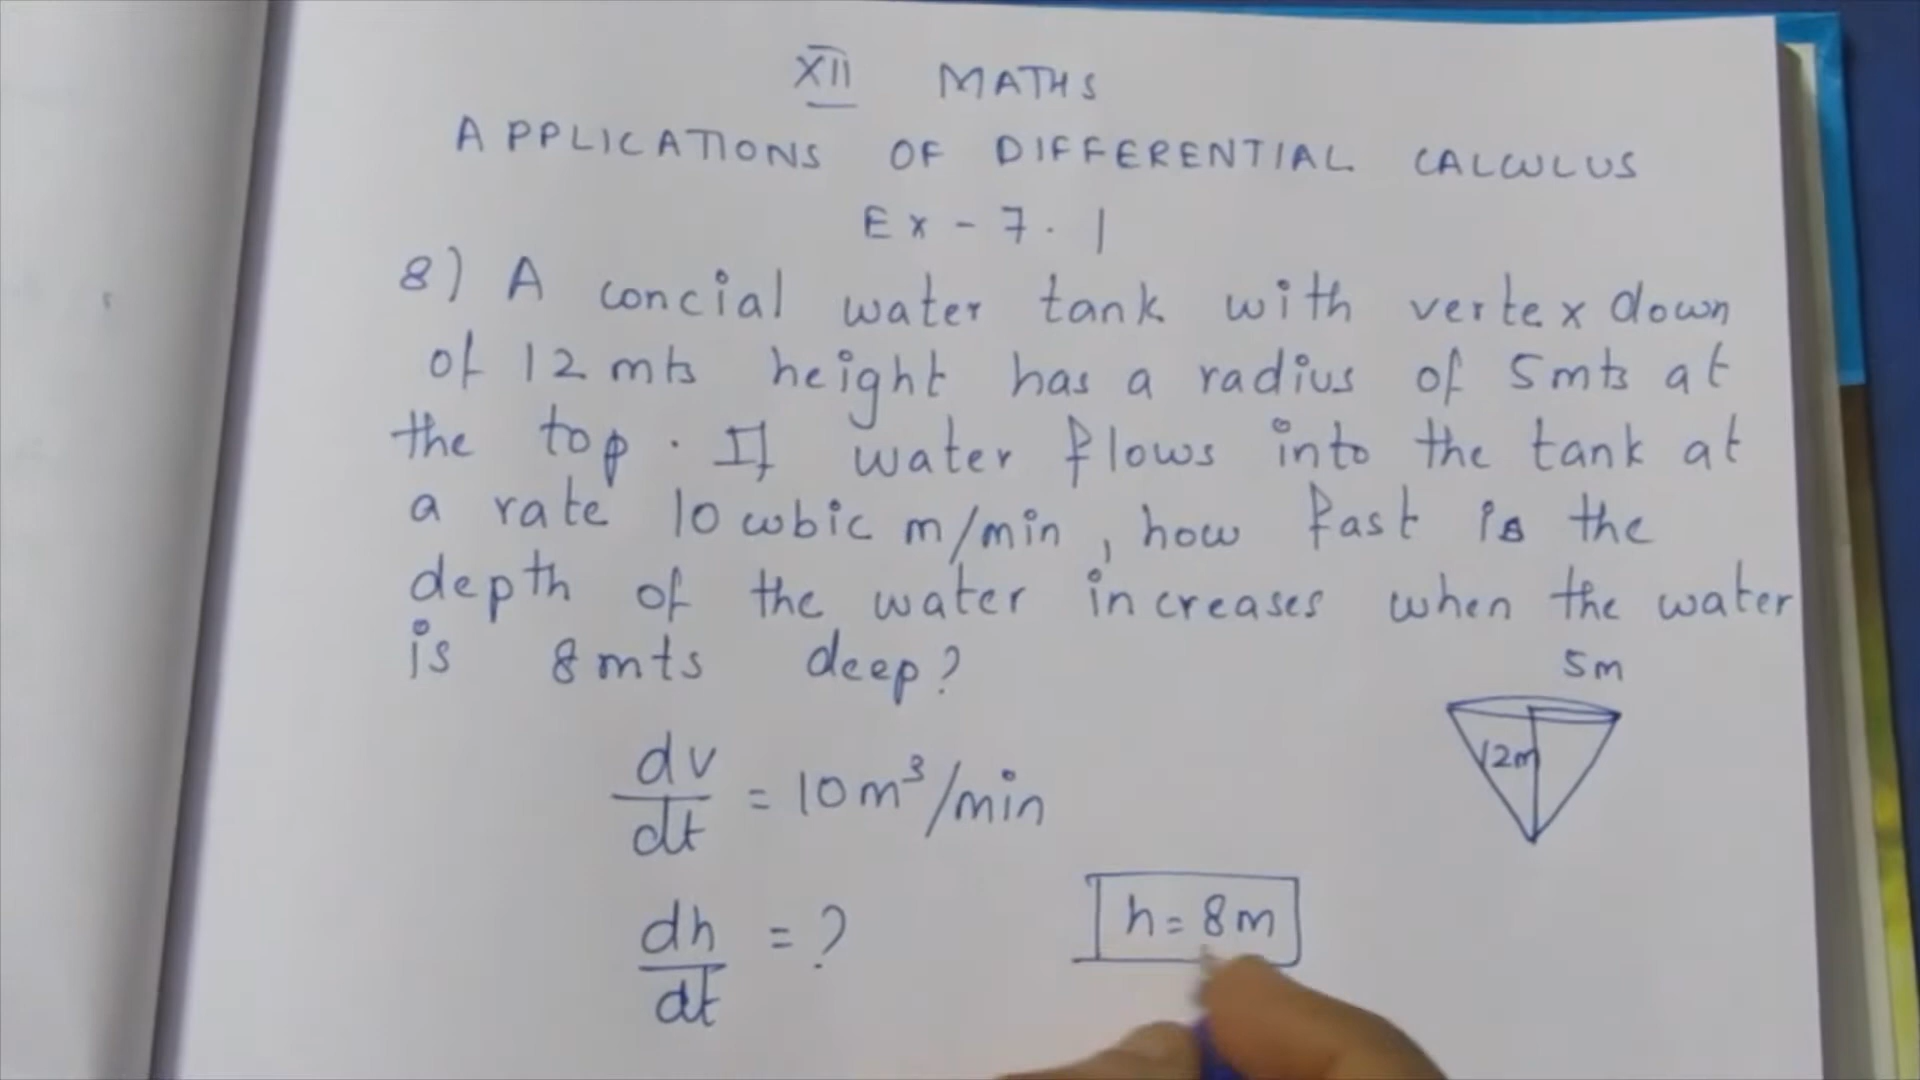 XII MATHS
APPLICATIONS OF DIFFERENTIAL CALCULUS
Ex - 7.1
8) A concial water tank with vertex down
of 12 mts height has a radius of 5mts at
the top. If water flows into the tank at
a rate 10 cubic m/min, how fast is the
depth of the water increases when the water
is 8mts deep?
5m
12m
dv/dt = 10m³/min
h = 8m
dh/dt = ?